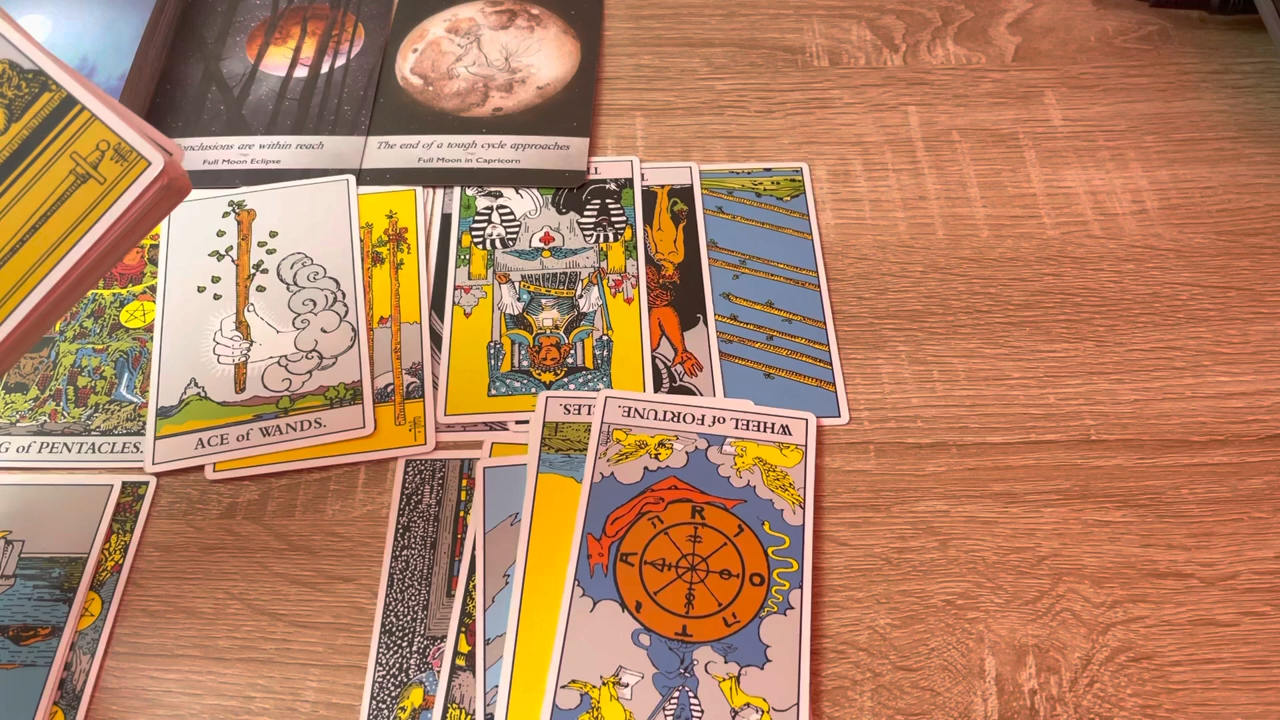 onclusions are within reach
Full Moon Eclipse
The end of a tough cycle approaches
Full Moon in Capricorn
T
T
G of PENTACLES.
ACE of WANDS.
LES.
WHEEL of FORTUNE.
R
O
T
A